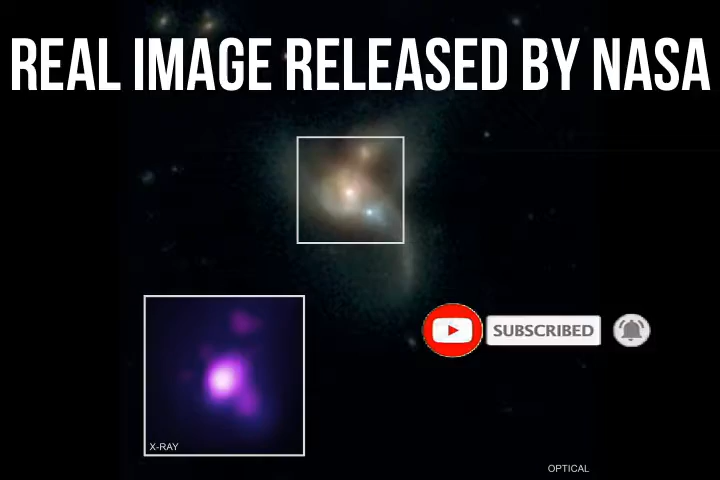 REAL IMAGE RELEASED BY NASA
SUBSCRIBED
X-RAY
OPTICAL